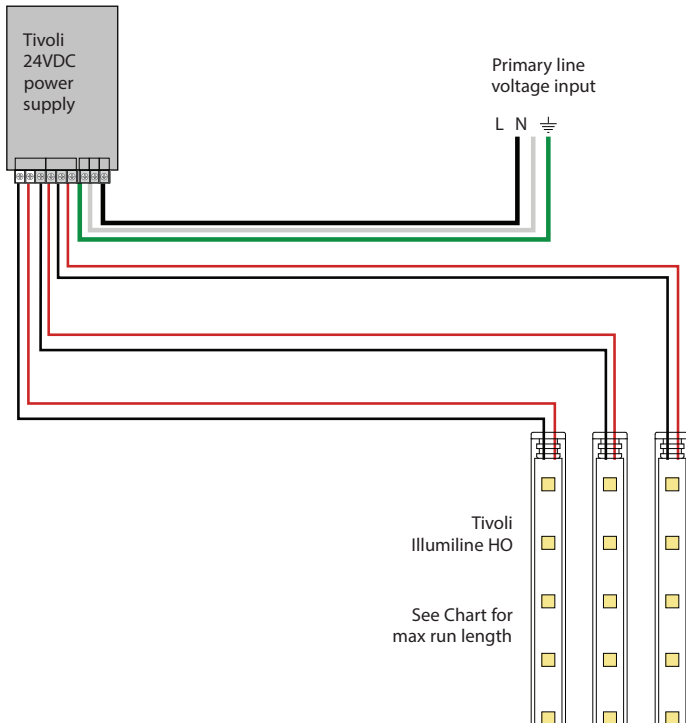 Tivoli
24VDC
power
supply
Primary line
voltage input
L N
Tivoli
Illumiline HO
See Chart for
max run length